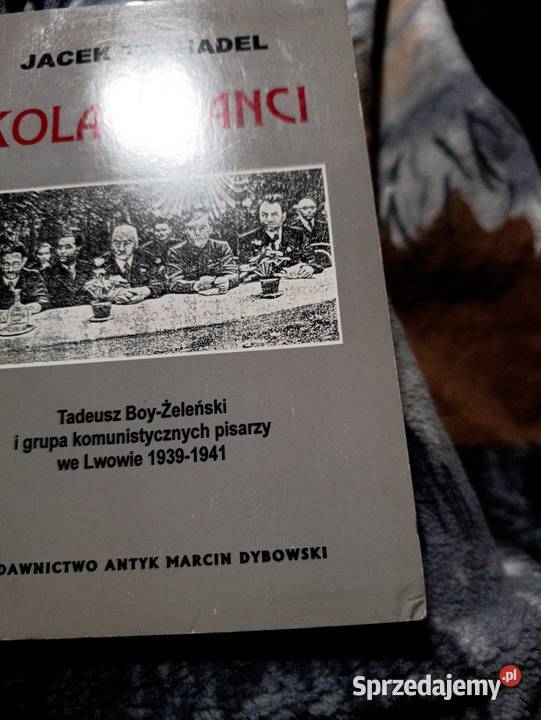 JACEK
KOLA ANCI
Tadeusz Boy-Żeleński
i grupa komunistycznych pisarzy
we Lwowie 1939-1941
DAWNICTWO ANTYK MARCIN DYBOWSKI
Sprzedajemy.pl